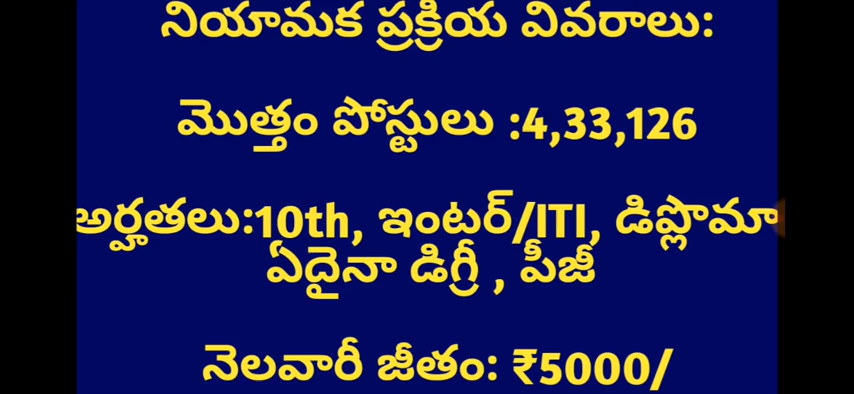 నియామక ప్రక్రియ వివరాలు:
మొత్తం పోస్టులు :4,33,126
అర్హతలు:10th, ఇంటర్/ITI, డిప్లొమా
ఏదైనా డిగ్రీ , పీజీ
నెలవారీ జీతం: ₹5000/